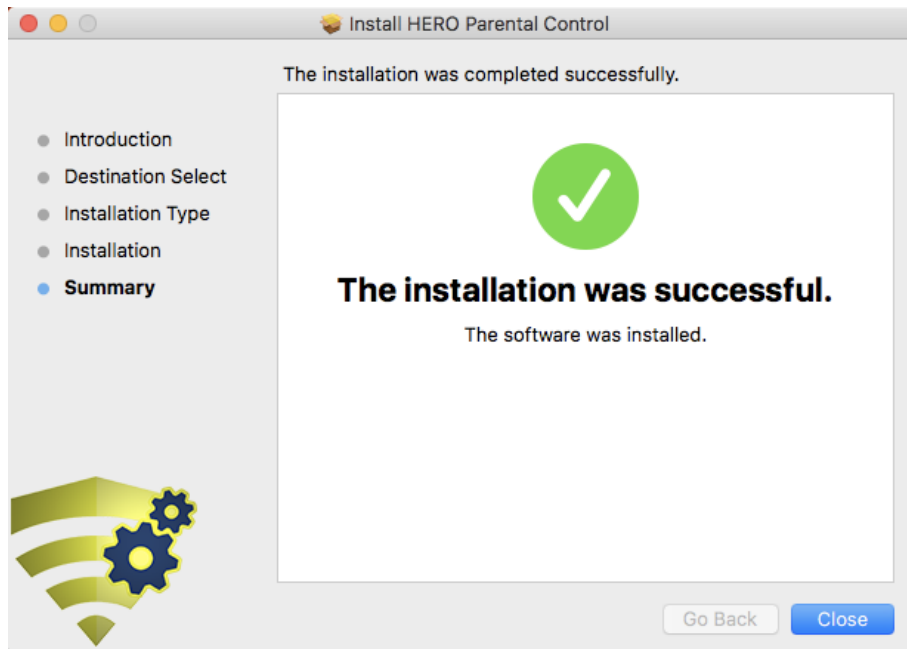 Install HERO Parental Control
The installation was completed successfully.
Introduction
Destination Select
Installation Type
Installation
Summary
The installation was successful.
The software was installed.
Go Back
Close